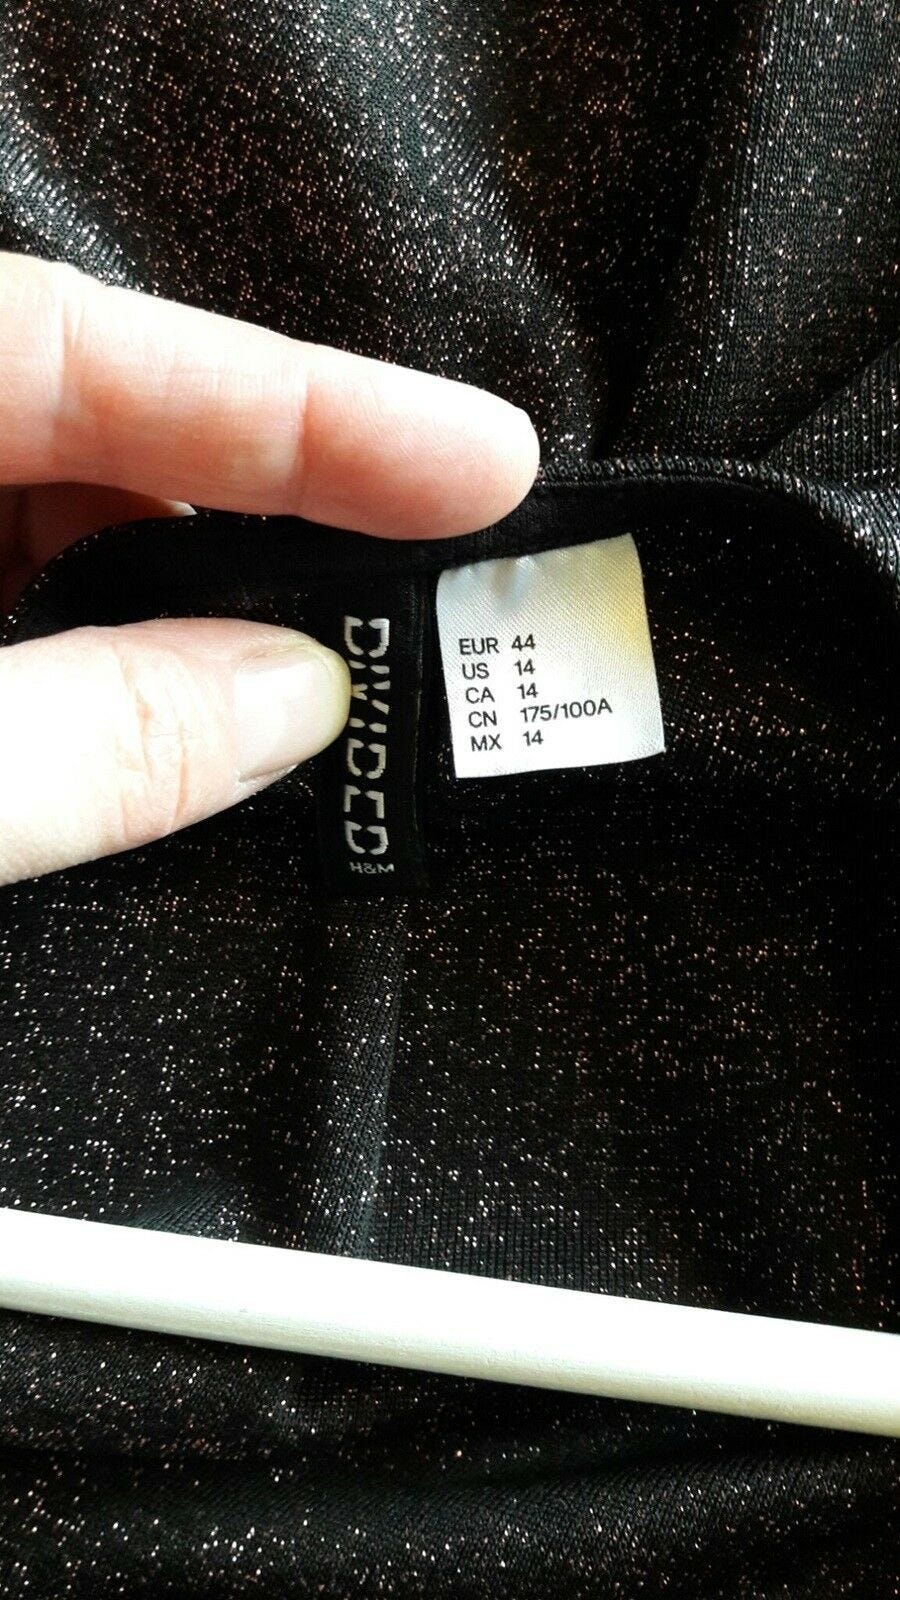 DIVIDED
H&M
EUR 44
US 14
CA 14
CN 175/100A
MX 14